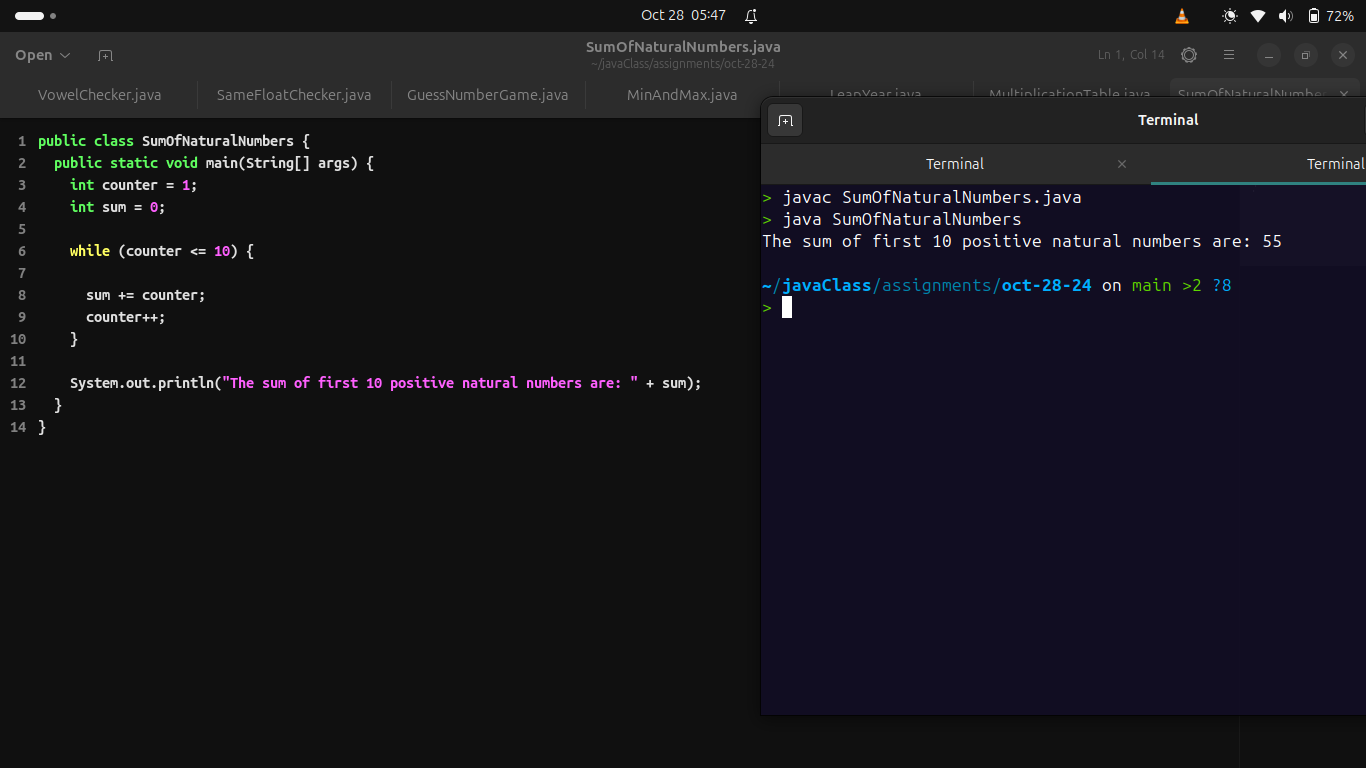 Oct 28 05:47
72%
Open
SumOfNaturalNumbers.java
~/javaClass/assignments/oct-28-24
Ln 1, Col 14
VowelChecker.java
SameFloatChecker.java
GuessNumberGame.java
MinAndMax.java
LeapYear.java
MultiplicationTable.java
SumOfNaturalNumbe
1 public class SumOfNaturalNumbers {
2 public static void main(String[] args) {
3 int counter = 1;
4 int sum = 0;
5
6 while (counter <= 10) {
7
8 sum += counter;
9 counter++;
10 }
11
12 System.out.println("The sum of first 10 positive natural numbers are: " + sum);
13 }
14 }
Terminal
Terminal
Terminal
> javac SumOfNaturalNumbers.java
> java SumOfNaturalNumbers
The sum of first 10 positive natural numbers are: 55
~/javaClass/assignments/oct-28-24 on main >2 ?8
>